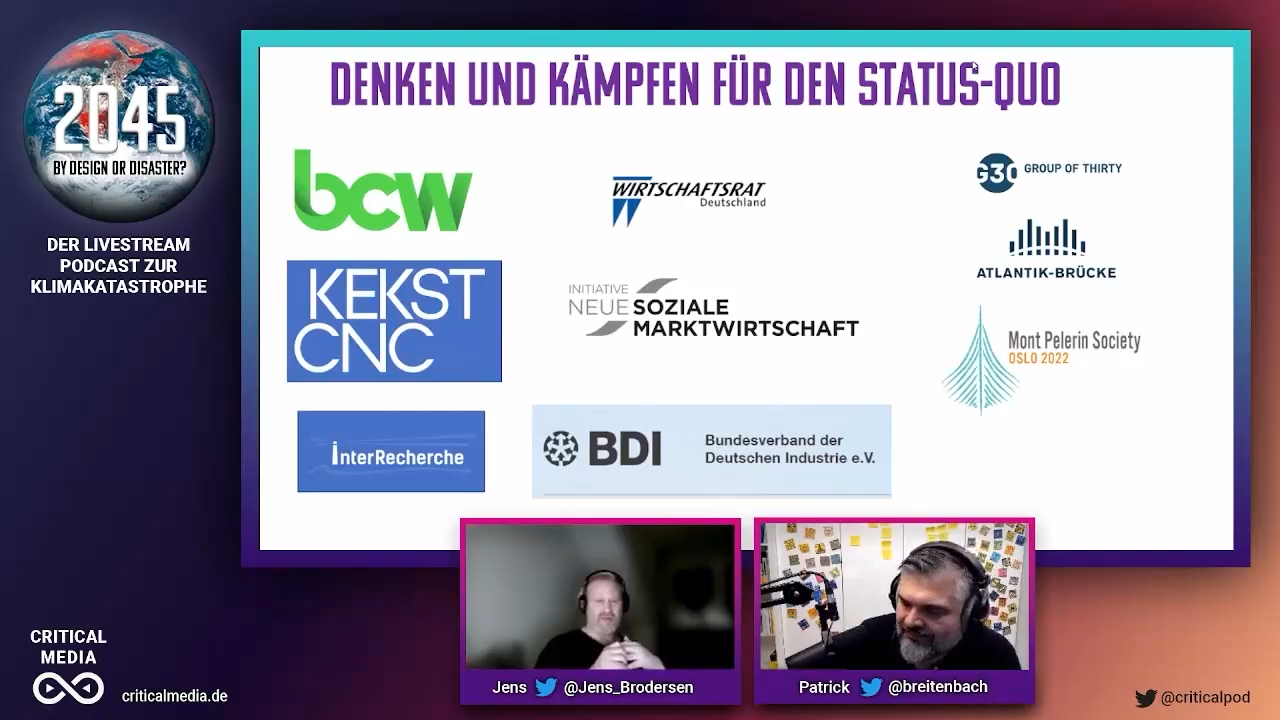 2045
BY DESIGN OR DISASTER?
DER LIVESTREAM
PODCAST ZUR
KLIMAKATASTROPHE
DENKEN UND KÄMPFEN FÜR DEN STATUS-QUO
bcw
KEKST
CNC
interRecherche
WIRTSCHAFTSRAT
Deutschland
INITIATIVE
NEUE SOZIALE
MARKTWIRTSCHAFT
BDI
Bundesverband der
Deutschen Industrie e.V.
G30 GROUP OF THIRTY
ATLANTIK-BRÜCKE
Mont Pelerin Society
OSLO 2022
Jens @Jens_Brodersen
Patrick @breitenbach
CRITICAL
MEDIA
criticalmedia.de
@criticalpod